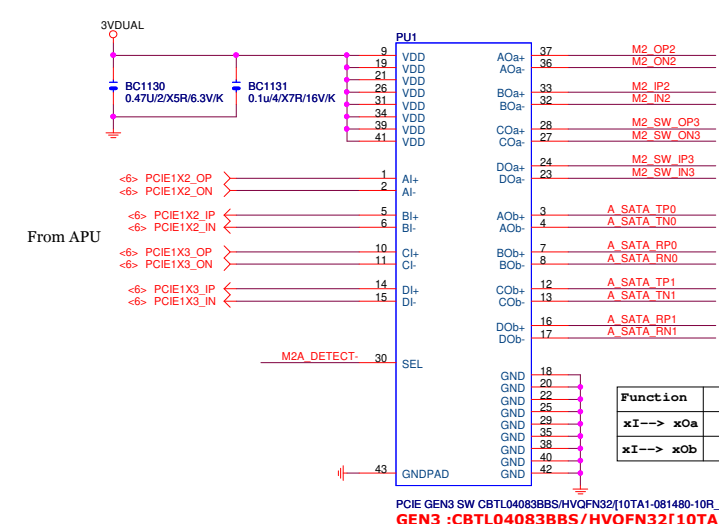 3VDUAL
BC1130
0.47U/2/X5R/6.3V/K
BC1131
0.1u/4/X7R/16V/K
From APU
<6> PCIE1X2_OP
<6> PCIE1X2_ON
<6> PCIE1X2_IP
<6> PCIE1X2_IN
<6> PCIE1X3_OP
<6> PCIE1X3_ON
<6> PCIE1X3_IP
<6> PCIE1X3_IN
M2A_DETECT-
PU1
9 VDD
19 VDD
21 VDD
26 VDD
31 VDD
34 VDD
39 VDD
41 VDD
1 AI+
2 AI-
5 BI+
6 BI-
10 CI+
11 CI-
14 DI+
15 DI-
30 SEL
43 GNDPAD
AOa+ 37 M2_OP2
AOa- 36 M2_ON2
BOa+ 33 M2_IP2
BOa- 32 M2_IN2
COa+ 28 M2_SW_OP3
COa- 27 M2_SW_ON3
DOa+ 24 M2_SW_IP3
DOa- 23 M2_SW_IN3
AOb+ 3 A_SATA_TP0
AOb- 4 A_SATA_TN0
BOb+ 7 A_SATA_RP0
BOb- 8 A_SATA_RN0
COb+ 12 A_SATA_TP1
COb- 13 A_SATA_TN1
DOb+ 16 A_SATA_RP1
DOb- 17 A_SATA_RN1
GND 18
GND 20
GND 22
GND 25
GND 29
GND 35
GND 38
GND 40
GND 42
Function
xI--> xOa
xI--> xOb
PCIE GEN3 SW CBTL04083BBS/HVQFN32/[10TA1-081480-10R_
GEN3 :CBTL04083BBS/HVQFN32[10TA